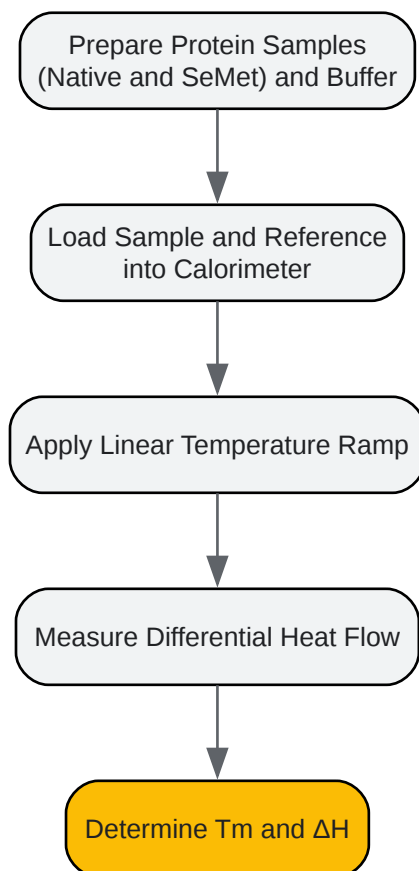 Prepare Protein Samples
(Native and SeMet) and Buffer
Load Sample and Reference
into Calorimeter
Apply Linear Temperature Ramp
Measure Differential Heat Flow
Determine Tm and ΔH